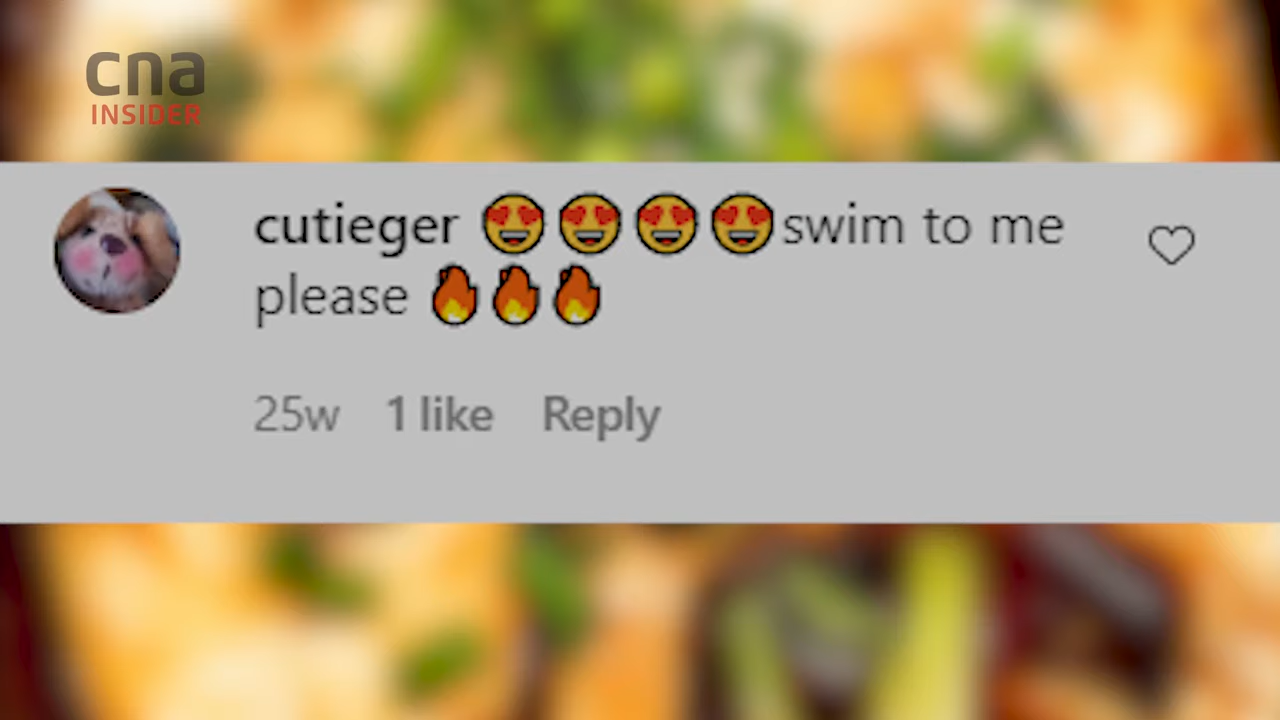 cna
INSIDER
cutieger 😍😍😍😍swim to me
please 🔥🔥🔥
25w 1 like Reply